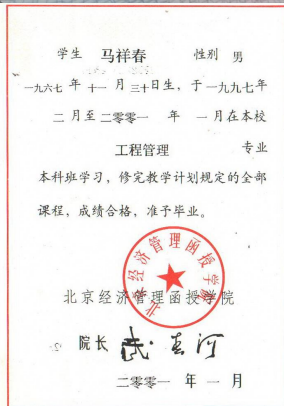 学生 马祥春 性别 男
一九六七 年 十一 月 三十日生，于一九九七年
二 月至二零零一 年 一月在本校
工程管理 专业
本科班学习，修完教学计划规定的全部
课程，成绩合格，准予毕业。
北京经济管理函授学院
北京经济管理函授学院
院长
二零零一 年 一 月